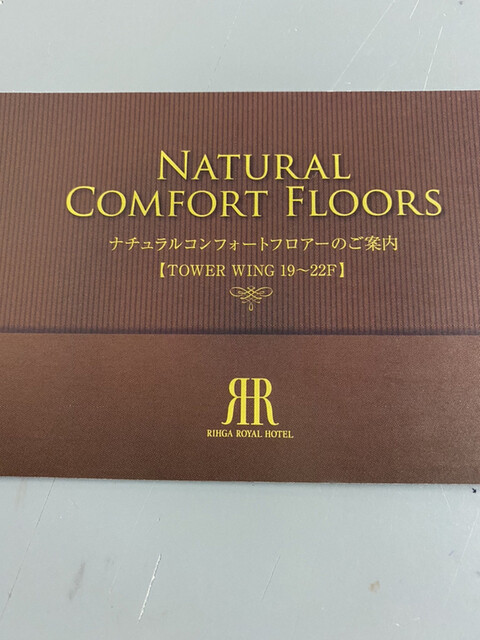 NATURAL
COMFORT FLOORS
ナチュラルコンフォートフロアーのご案内
【TOWER WING 19～22F】
RR
RIHGA ROYAL HOTEL